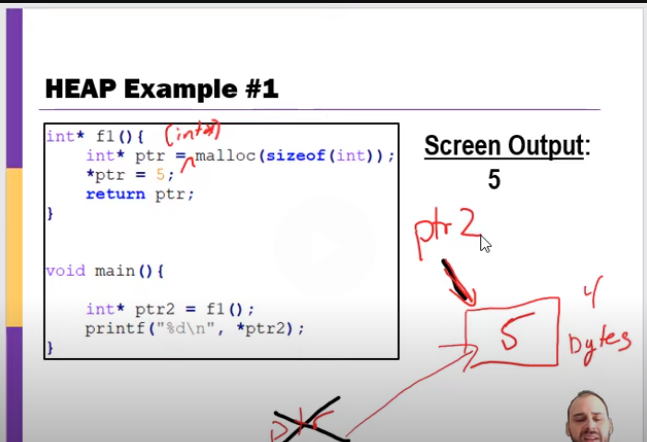 HEAP Example #1
int* f1(){ (int*)
int* ptr = malloc(sizeof(int));
*ptr = 5;
return ptr;
}
void main(){
int* ptr2 = f1();
printf("%d\n", *ptr2);
}
Screen Output:
5
ptr2
5
4
bytes
ptr